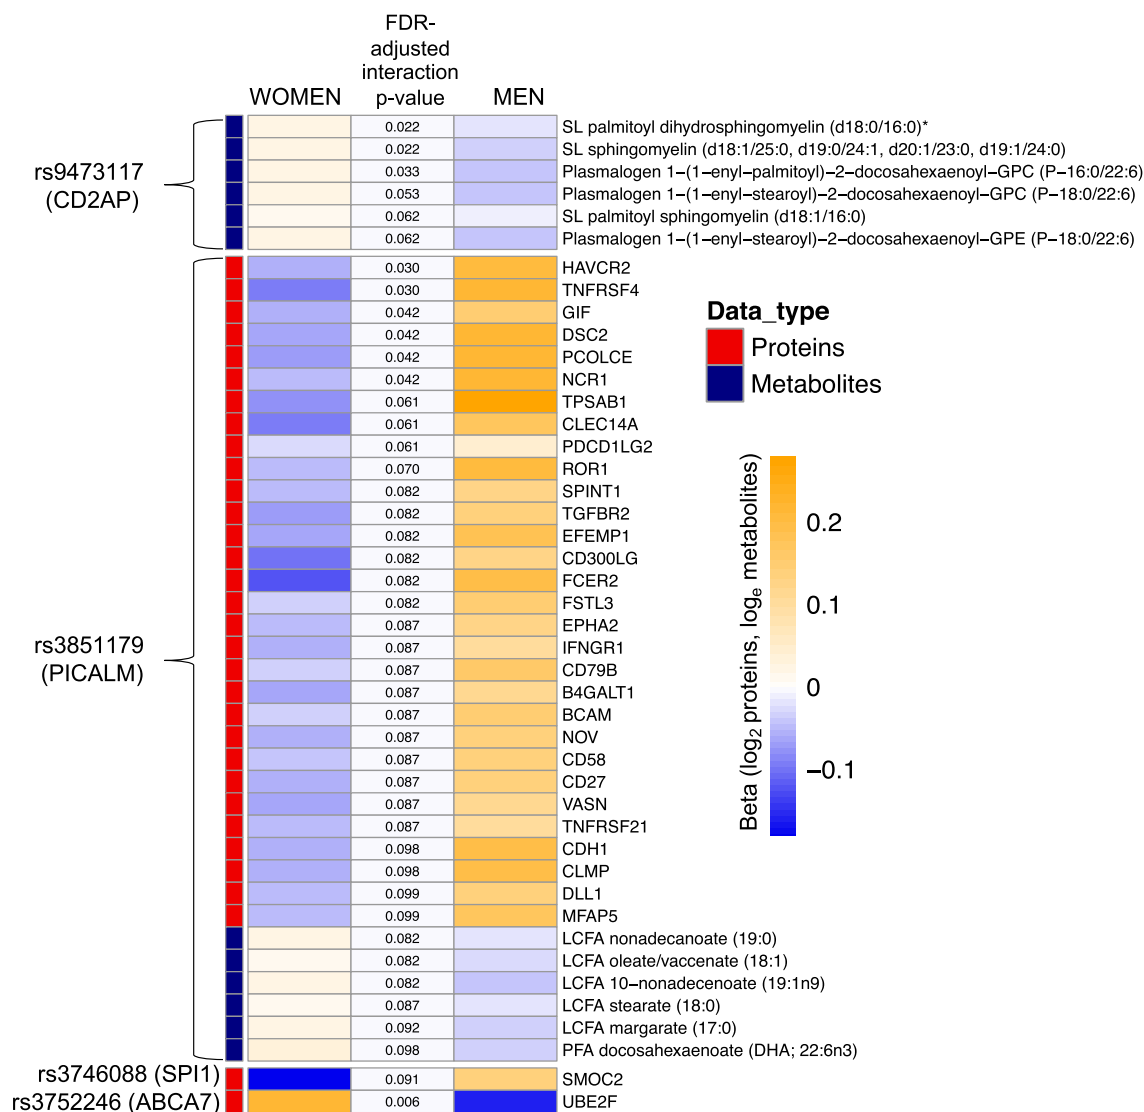 FDR-
adjusted
interaction
WOMEN p-value MEN
rs9473117
(CD2AP)
0.022 SL palmitoyl dihydrosphingomyelin (d18:0/16:0)*
0.022 SL sphingomyelin (d18:1/25:0, d19:0/24:1, d20:1/23:0, d19:1/24:0)
0.033 Plasmalogen 1−(1−enyl−palmitoyl)−2−docosahexaenoyl−GPC (P−16:0/22:6)
0.053 Plasmalogen 1−(1−enyl−stearoyl)−2−docosahexaenoyl−GPC (P−18:0/22:6)
0.062 SL palmitoyl sphingomyelin (d18:1/16:0)
0.062 Plasmalogen 1−(1−enyl−stearoyl)−2−docosahexaenoyl−GPE (P−18:0/22:6)
rs3851179
(PICALM)
0.030 HAVCR2
0.030 TNFRSF4
0.042 GIF
0.042 DSC2
0.042 PCOLCE
0.042 NCR1
0.061 TPSAB1
0.061 CLEC14A
0.061 PDCD1LG2
0.070 ROR1
0.082 SPINT1
0.082 TGFBR2
0.082 EFEMP1
0.082 CD300LG
0.082 FCER2
0.082 FSTL3
0.087 EPHA2
0.087 IFNGR1
0.087 CD79B
0.087 B4GALT1
0.087 BCAM
0.087 NOV
0.087 CD58
0.087 CD27
0.087 VASN
0.087 TNFRSF21
0.098 CDH1
0.098 CLMP
0.099 DLL1
0.099 MFAP5
0.082 LCFA nonadecanoate (19:0)
0.082 LCFA oleate/vaccenate (18:1)
0.082 LCFA 10−nonadecenoate (19:1n9)
0.087 LCFA stearate (18:0)
0.092 LCFA margarate (17:0)
0.098 PFA docosahexaenoate (DHA; 22:6n3)
rs3746088 (SPI1) 0.091 SMOC2
rs3752246 (ABCA7) 0.006 UBE2F
Data_type
Proteins
Metabolites
Beta (log₂ proteins, logₑ metabolites)
0.2
0.1
0
−0.1